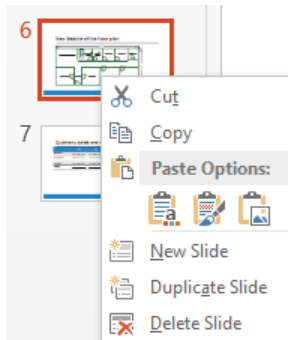 6
New Seattle office floor plan
Cut
Copy
7
Paste Options:
a
New Slide
Duplicate Slide
Delete Slide